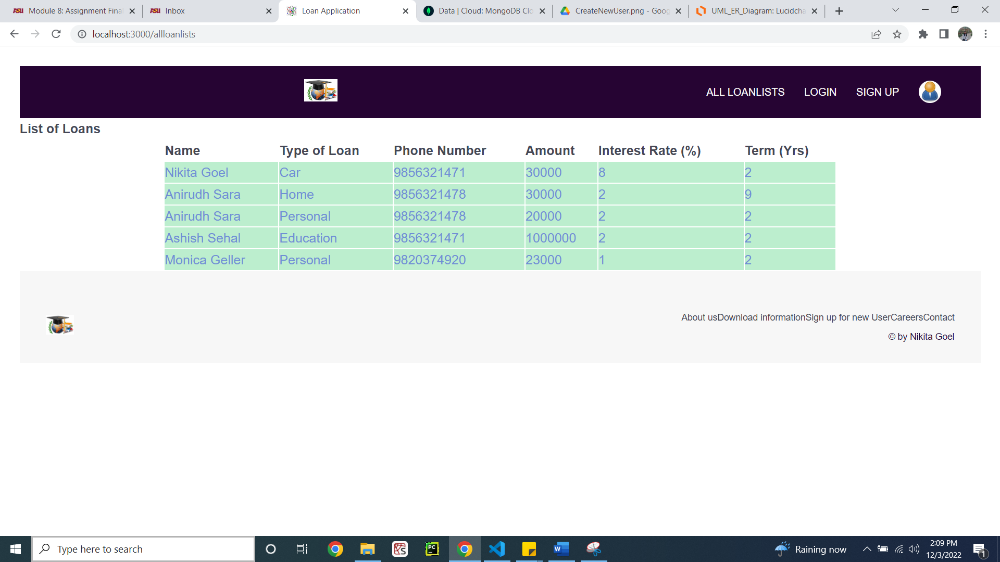 Module 8: Assignment Final
Inbox
Loan Application
Data | Cloud: MongoDB Clo
CreateNewUser.png - Goog
UML_ER_Diagram: Lucidcha
localhost:3000/allloanlists
ALL LOANLISTS LOGIN SIGN UP
List of Loans
Name Type of Loan Phone Number Amount Interest Rate (%) Term (Yrs)
Nikita Goel Car 9856321471 30000 8 2
Anirudh Sara Home 9856321478 30000 2 9
Anirudh Sara Personal 9856321478 20000 2 2
Ashish Sehal Education 9856321471 1000000 2 2
Monica Geller Personal 9820374920 23000 1 2
About usDownload informationSign up for new UserCareersContact
© by Nikita Goel
Type here to search
Raining now
2:09 PM
12/3/2022
1